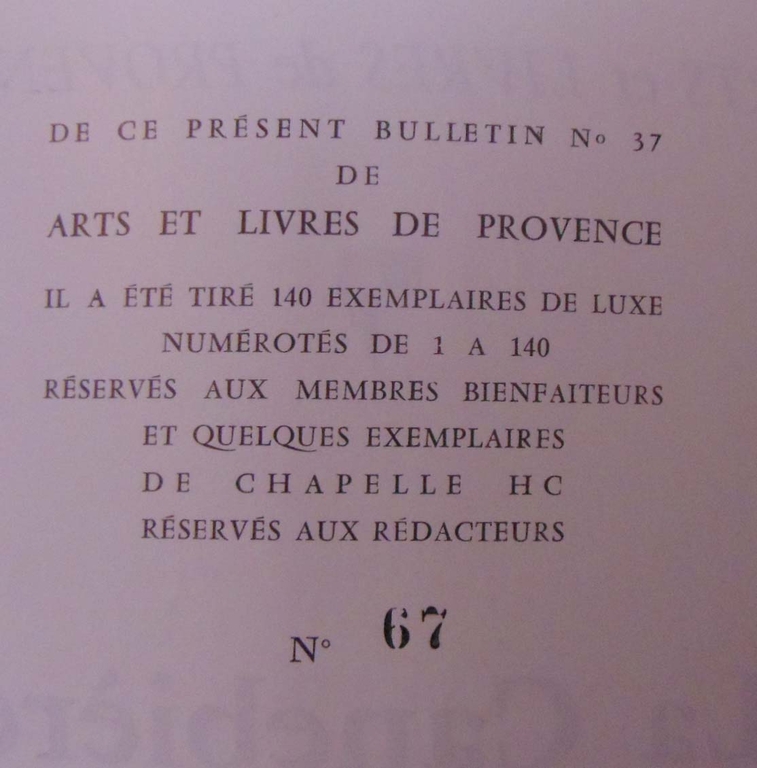 DE CE PRÉSENT BULLETIN No 37
DE
ARTS ET LIVRES DE PROVENCE
IL A ÉTÉ TIRÉ 140 EXEMPLAIRES DE LUXE
NUMÉROTÉS DE 1 A 140
RÉSERVÉS AUX MEMBRES BIENFAITEURS
ET QUELQUES EXEMPLAIRES
DE CHAPELLE HC
RÉSERVÉS AUX RÉDACTEURS
N° 67